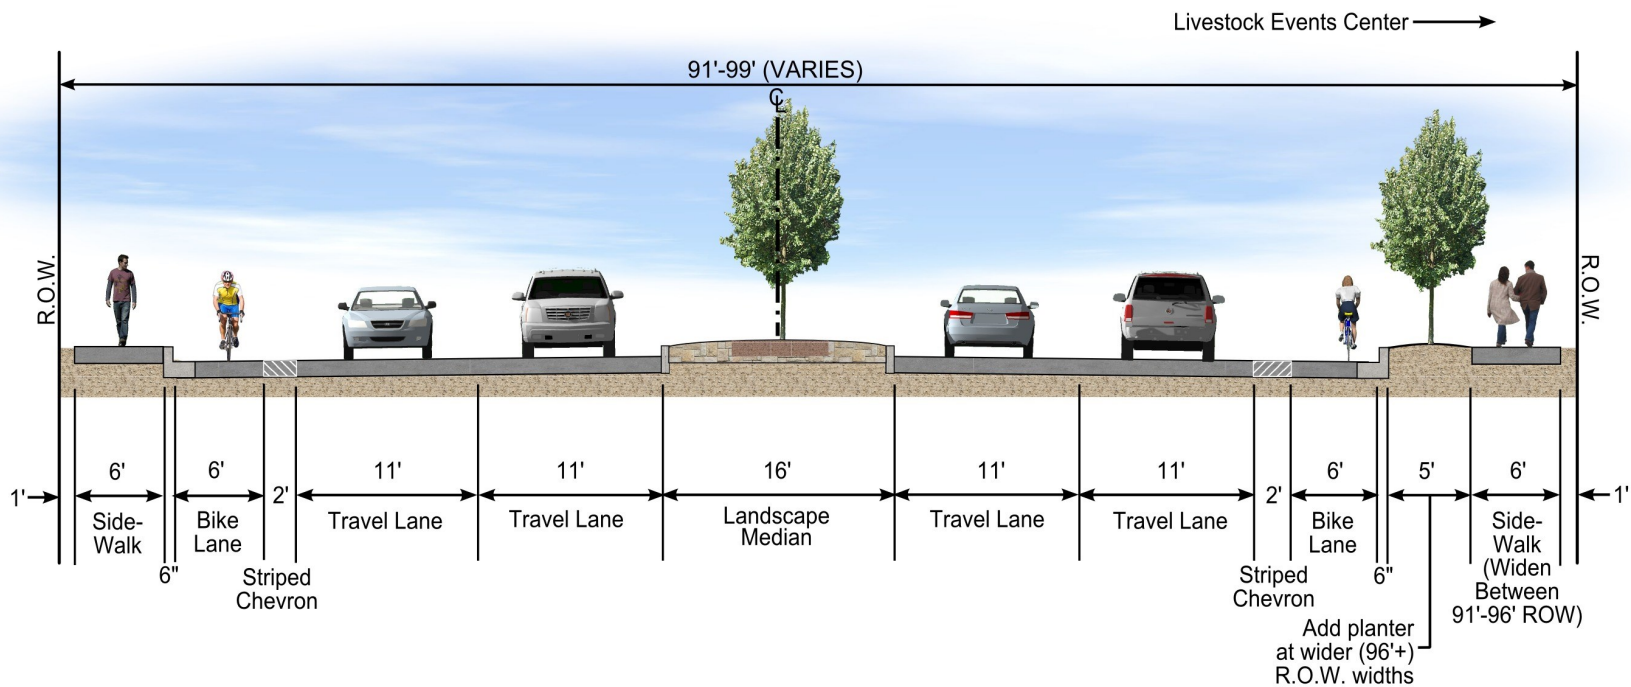 Livestock Events Center
91'-99' (VARIES)
CL
R.O.W.
R.O.W.
1'
6'
6'
2'
11'
11'
16'
11'
11'
2'
6'
5'
6'
1'
Side-
Walk
6"
Bike
Lane
Striped
Chevron
Travel Lane
Travel Lane
Landscape
Median
Travel Lane
Travel Lane
Striped
Chevron
Bike
Lane
6"
Add planter
at wider (96'+)
R.O.W. widths
Side-
Walk
(Widen
Between
91'-96' ROW)